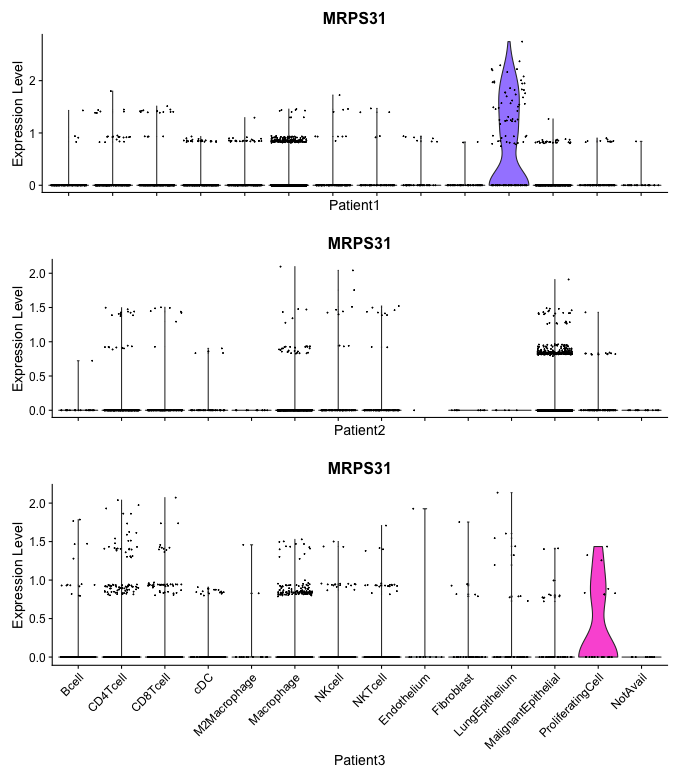 MRPS31
Expression Level
2
1
0
Patient1
MRPS31
Expression Level
2.0
1.5
1.0
0.5
0.0
Patient2
MRPS31
Expression Level
2.0
1.5
1.0
0.5
0.0
Bcell
CD4Tcell
CD8Tcell
cDC
M2Macrophage
Macrophage
NKcell
NKTcell
Endothelium
Fibroblast
LungEpithelium
MalignantEpithelial
ProliferatingCell
NotAvail
Patient3